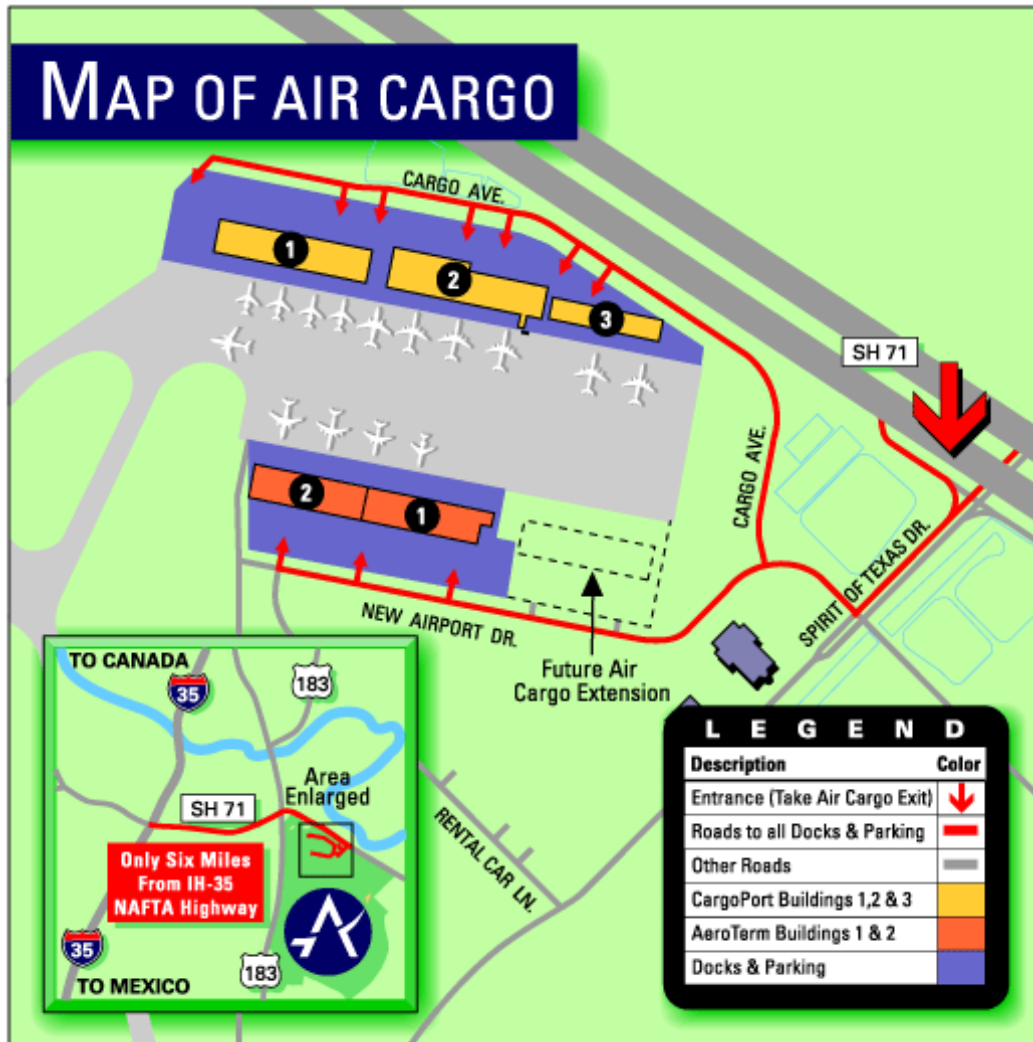 MAP OF AIR CARGO
CARGO AVE.
1
2
3
SH 71
CARGO AVE.
2
1
SPIRIT OF TEXAS DR.
NEW AIRPORT DR.
Future Air
Cargo Extension
TO CANADA
35
183
Area
Enlarged
SH 71
Only Six Miles
From IH-35
NAFTA Highway
35
183
TO MEXICO
RENTAL CAR LN.
LEGEND
Description Color
Entrance (Take Air Cargo Exit)
Roads to all Docks & Parking
Other Roads
CargoPort Buildings 1,2 & 3
AeroTerm Buildings 1 & 2
Docks & Parking